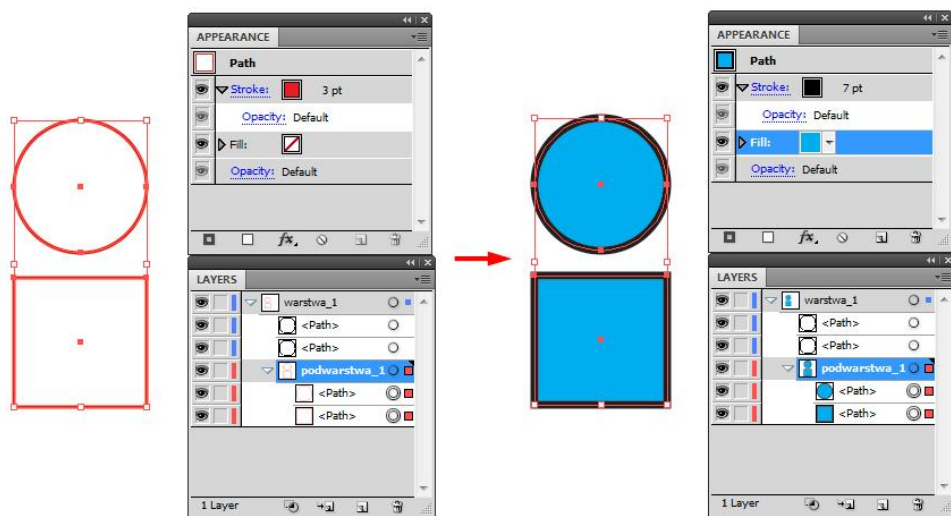 APPEARANCE
Path
Stroke: 3 pt
Opacity: Default
Fill:
Opacity: Default
fx
LAYERS
warstwa_1
<Path>
<Path>
podwarstwa_1
<Path>
<Path>
1 Layer
APPEARANCE
Path
Stroke: 7 pt
Opacity: Default
Fill:
Opacity: Default
fx
LAYERS
warstwa_1
<Path>
<Path>
podwarstwa_1
<Path>
<Path>
1 Layer